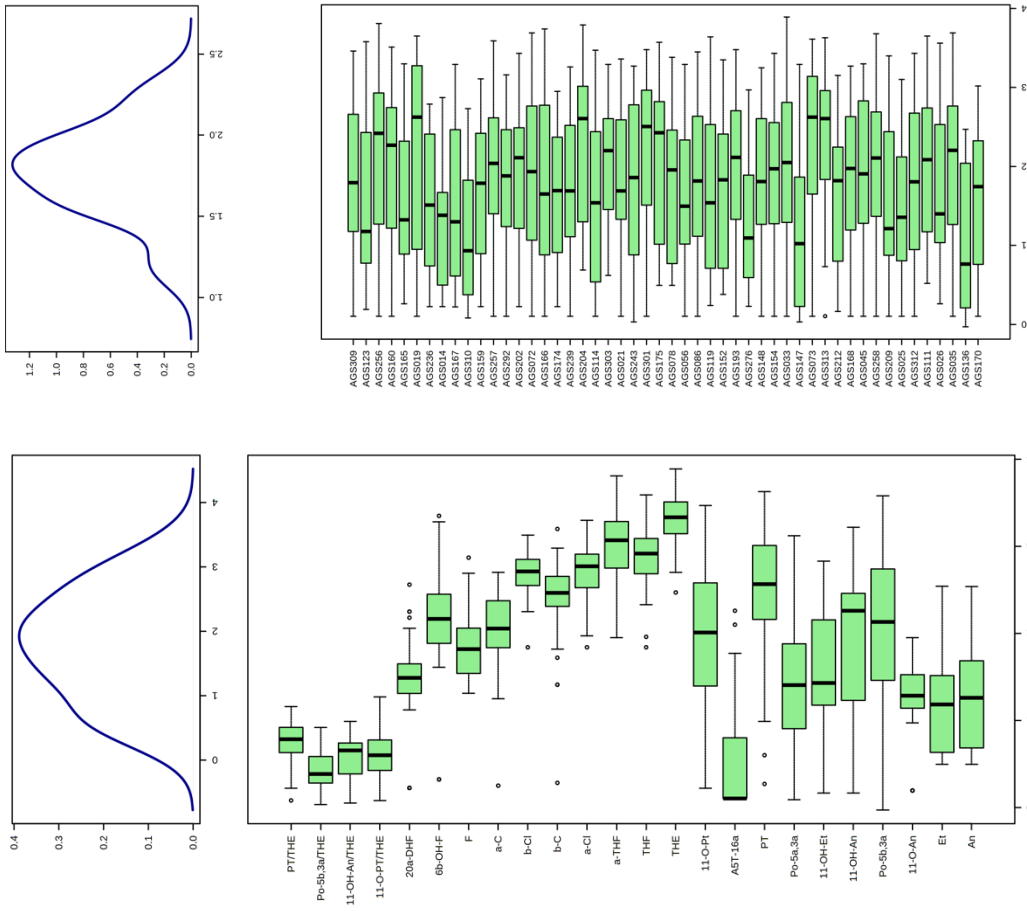 1.2 1.0 0.8 0.6 0.4 0.2 0.0
2.5
2.0
1.5
1.0
4
3
2
1
0
AGS309
AGS123
AGS256
AGS160
AGS165
AGS019
AGS236
AGS014
AGS167
AGS310
AGS159
AGS257
AGS292
AGS202
AGS072
AGS166
AGS174
AGS239
AGS204
AGS114
AGS303
AGS021
AGS243
AGS301
AGS175
AGS078
AGS056
AGS086
AGS119
AGS152
AGS193
AGS276
AGS148
AGS154
AGS033
AGS147
AGS073
AGS313
AGS212
AGS168
AGS045
AGS258
AGS209
AGS025
AGS312
AGS111
AGS026
AGS035
AGS136
AGS170
0.4 0.3 0.2 0.1 0.0
4
3
2
1
0
PT/THE
Po-5b,3a/THE
11-OH-An/THE
11-O-PT/THE
20a-DHF
6b-OH-F
F
a-C
b-Cl
b-C
a-Cl
a-THF
THF
THE
11-O-Pt
A5T-16a
PT
Po-5a,3a
11-OH-Et
11-OH-An
Po-5b,3a
11-O-An
Et
An